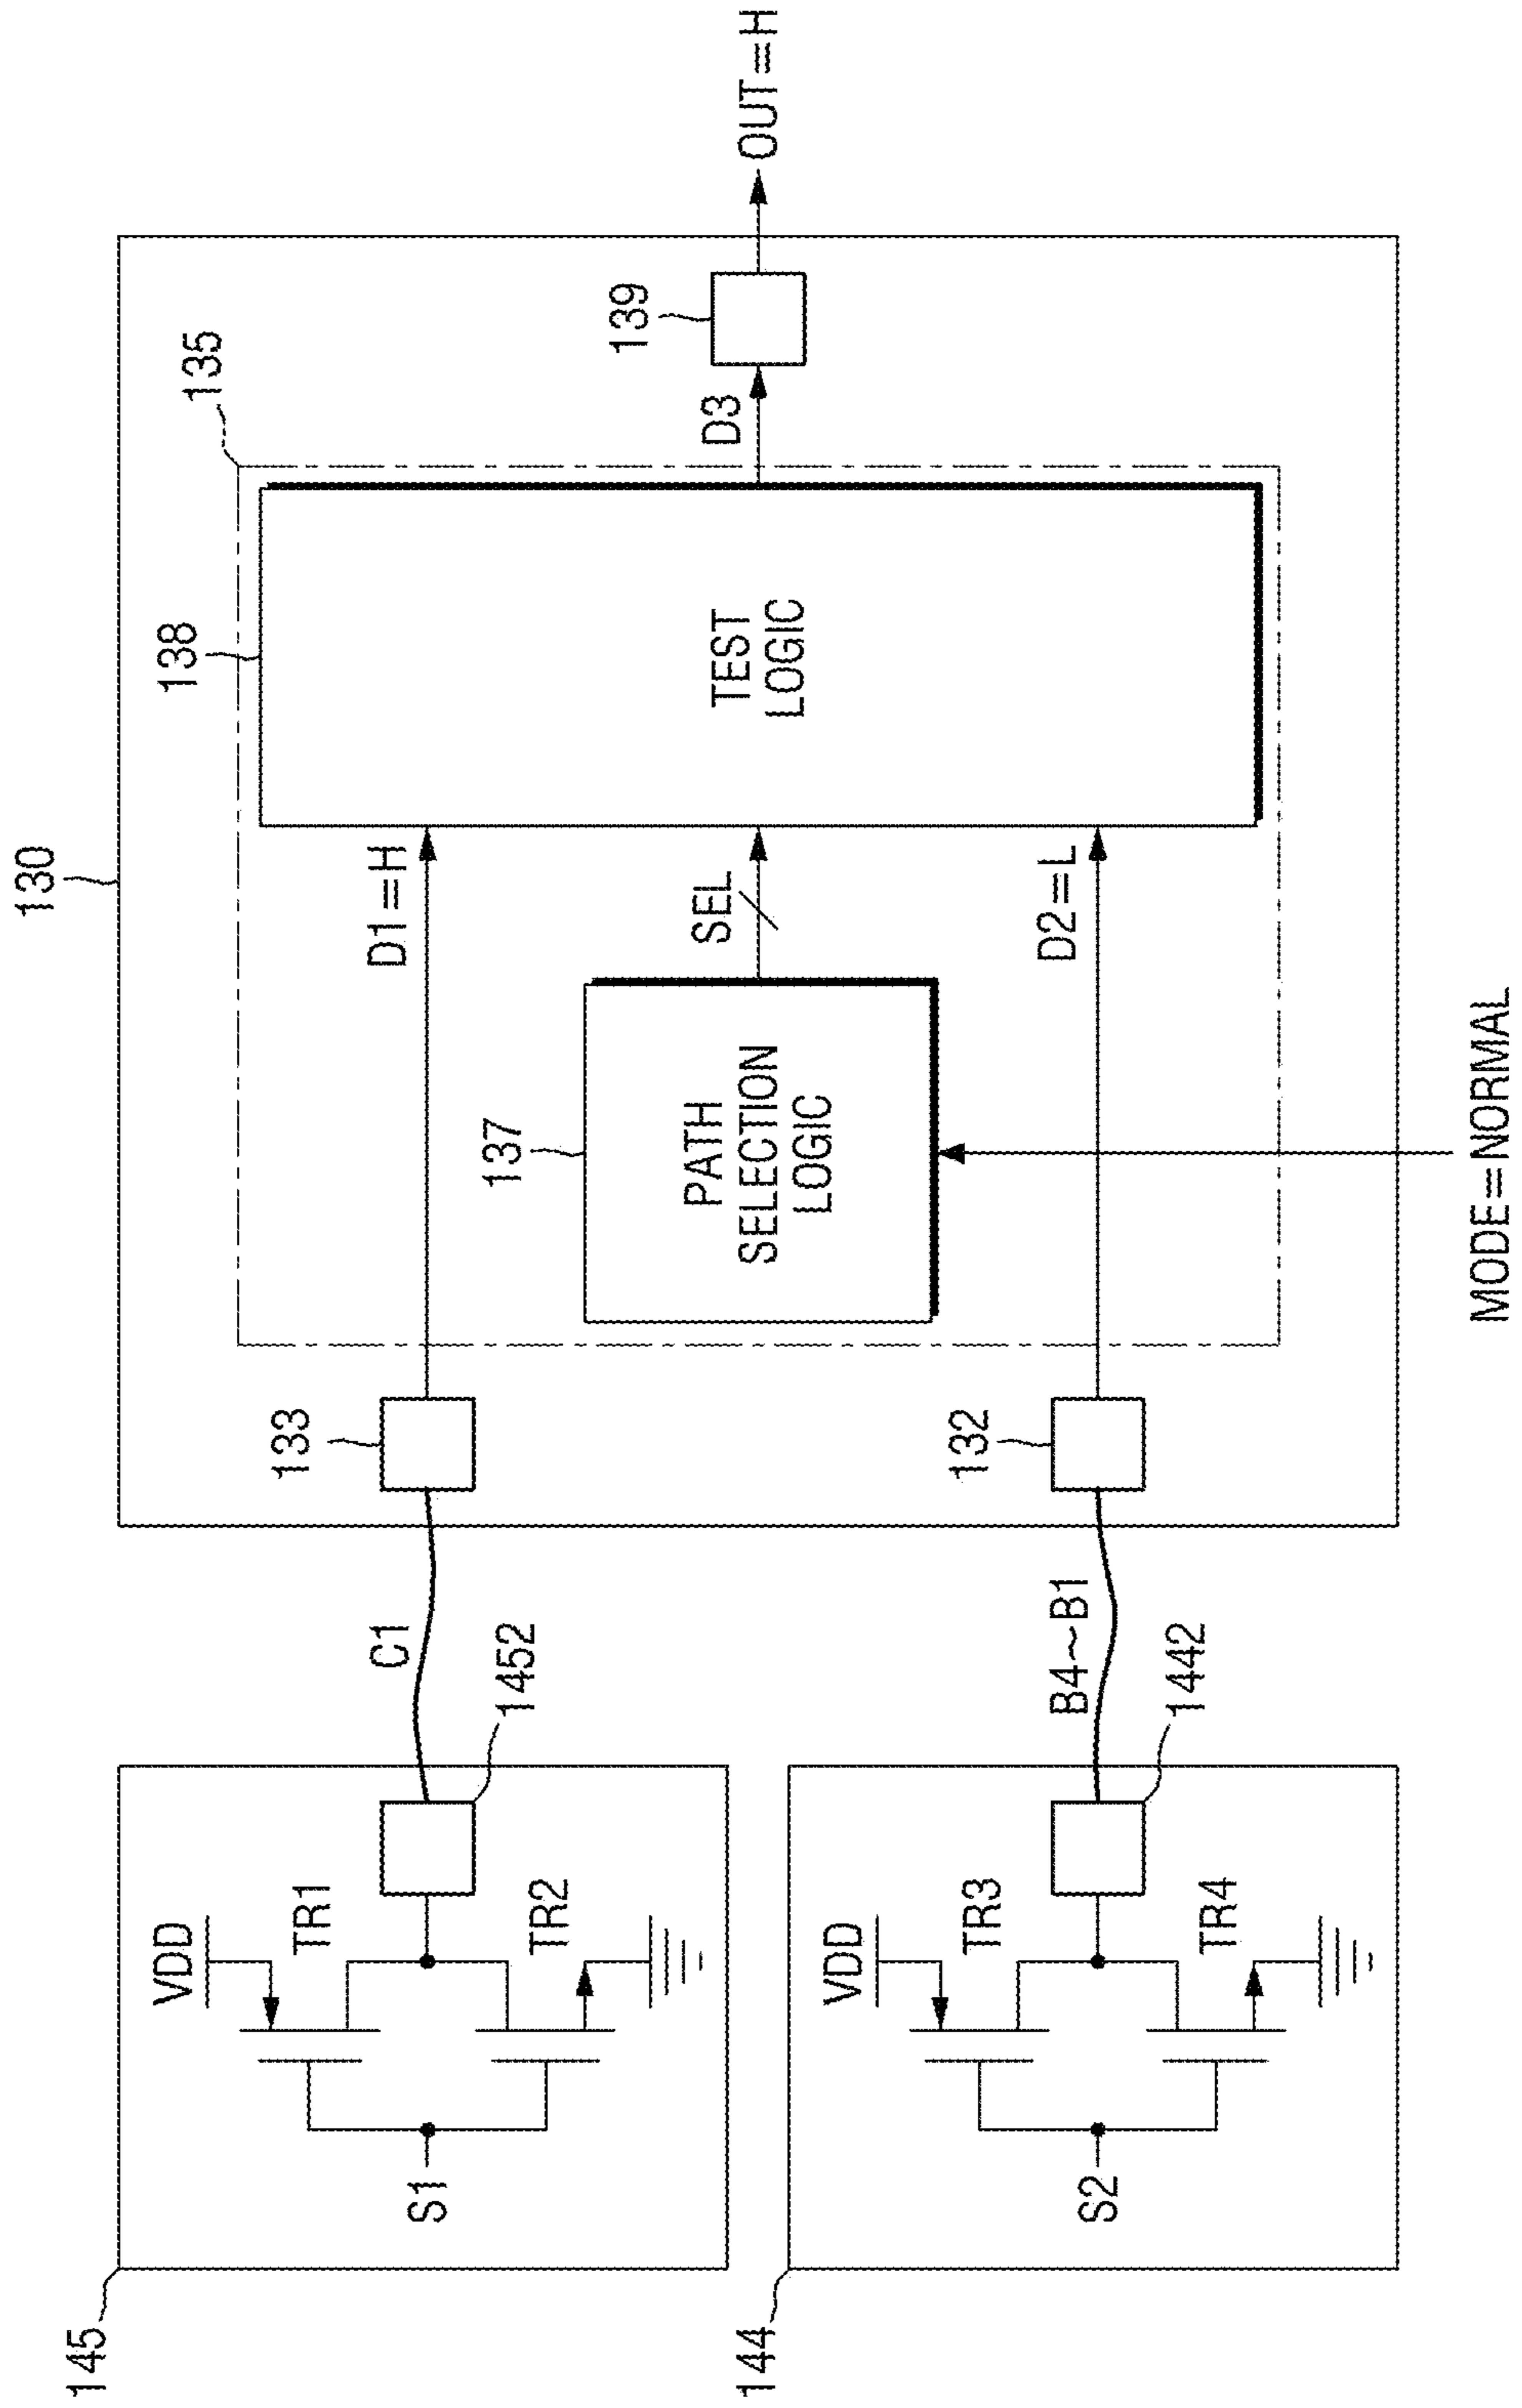 145
VDD
TR1
S1
TR2
1452
C1
144
VDD
TR3
S2
TR4
1442
B4~B1
130
133
132
135
137
PATH
SELECTION
LOGIC
D1=H
SEL
D2=L
138
TEST
LOGIC
D3
139
OUT=H
MODE=NORMAL